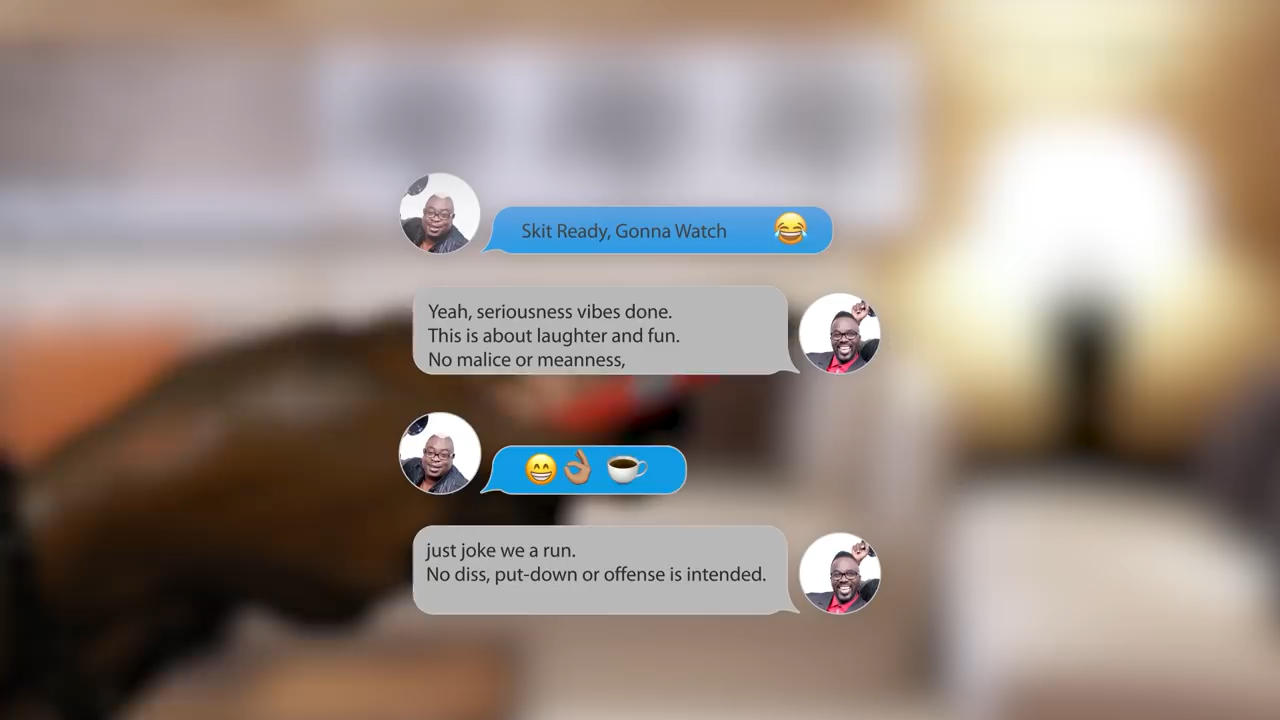 Skit Ready, Gonna Watch 😂
Yeah, seriousness vibes done.
This is about laughter and fun.
No malice or meanness,
😁👌🏽 ☕
just joke we a run.
No diss, put-down or offense is intended.